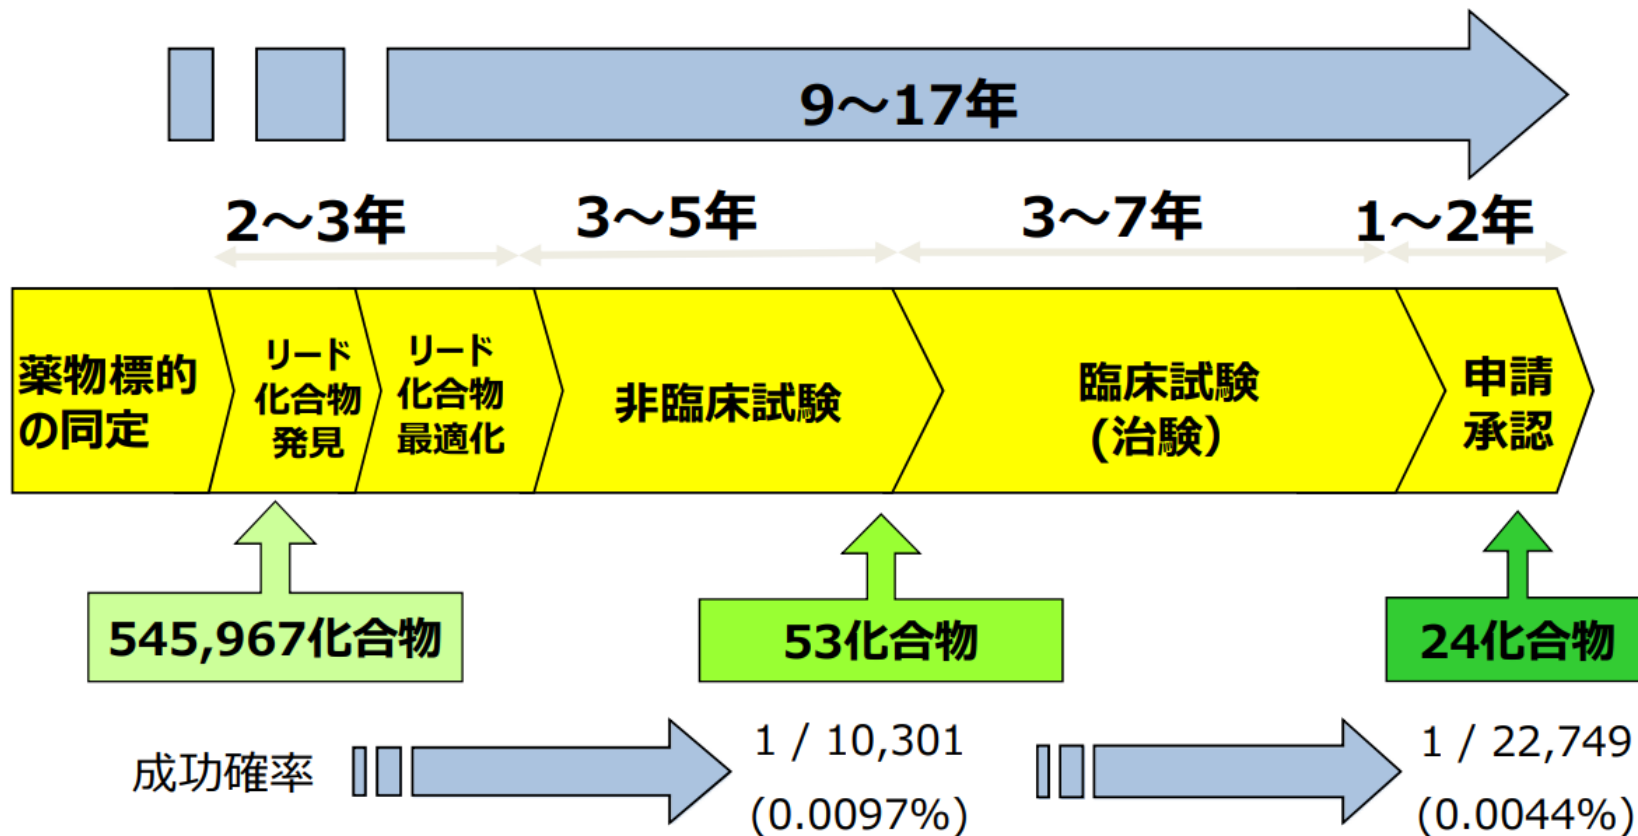 9～17年
2～3年
3～5年
3～7年
1～2年
薬物標的
の同定
リード
化合物
発見
リード
化合物
最適化
非臨床試験
臨床試験
(治験）
申請
承認
545,967化合物
53化合物
24化合物
成功確率
1 / 10,301
(0.0097%)
1 / 22,749
(0.0044%)